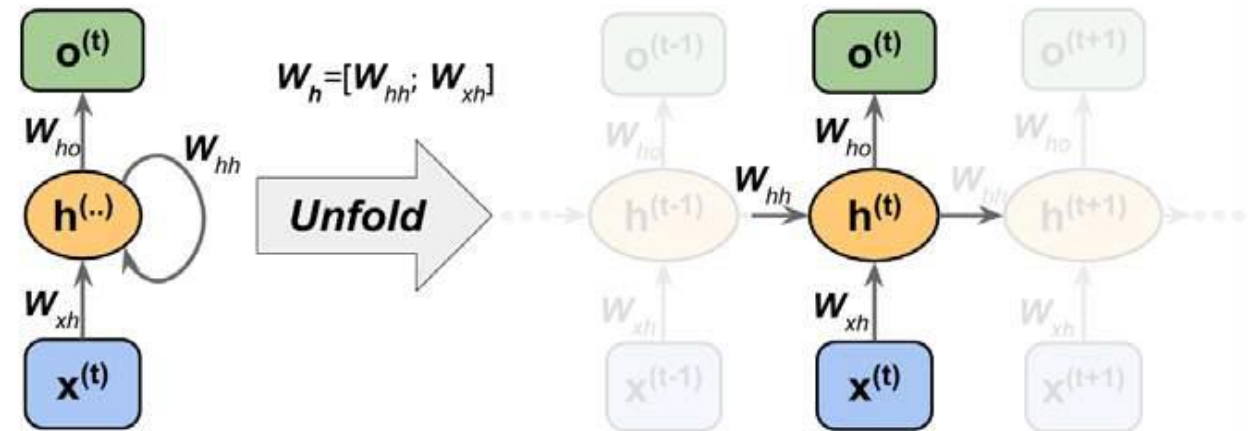 o(t)
W_h=[W_hh; W_xh]
o(t-1)
o(t)
o(t+1)
W_ho
W_hh
W_ho
W_ho
W_ho
h(..)
Unfold
h(t-1)
W_hh
h(t)
W_hh
h(t+1)
W_xh
W_xh
W_xh
W_xh
x(t)
x(t-1)
x(t)
x(t+1)